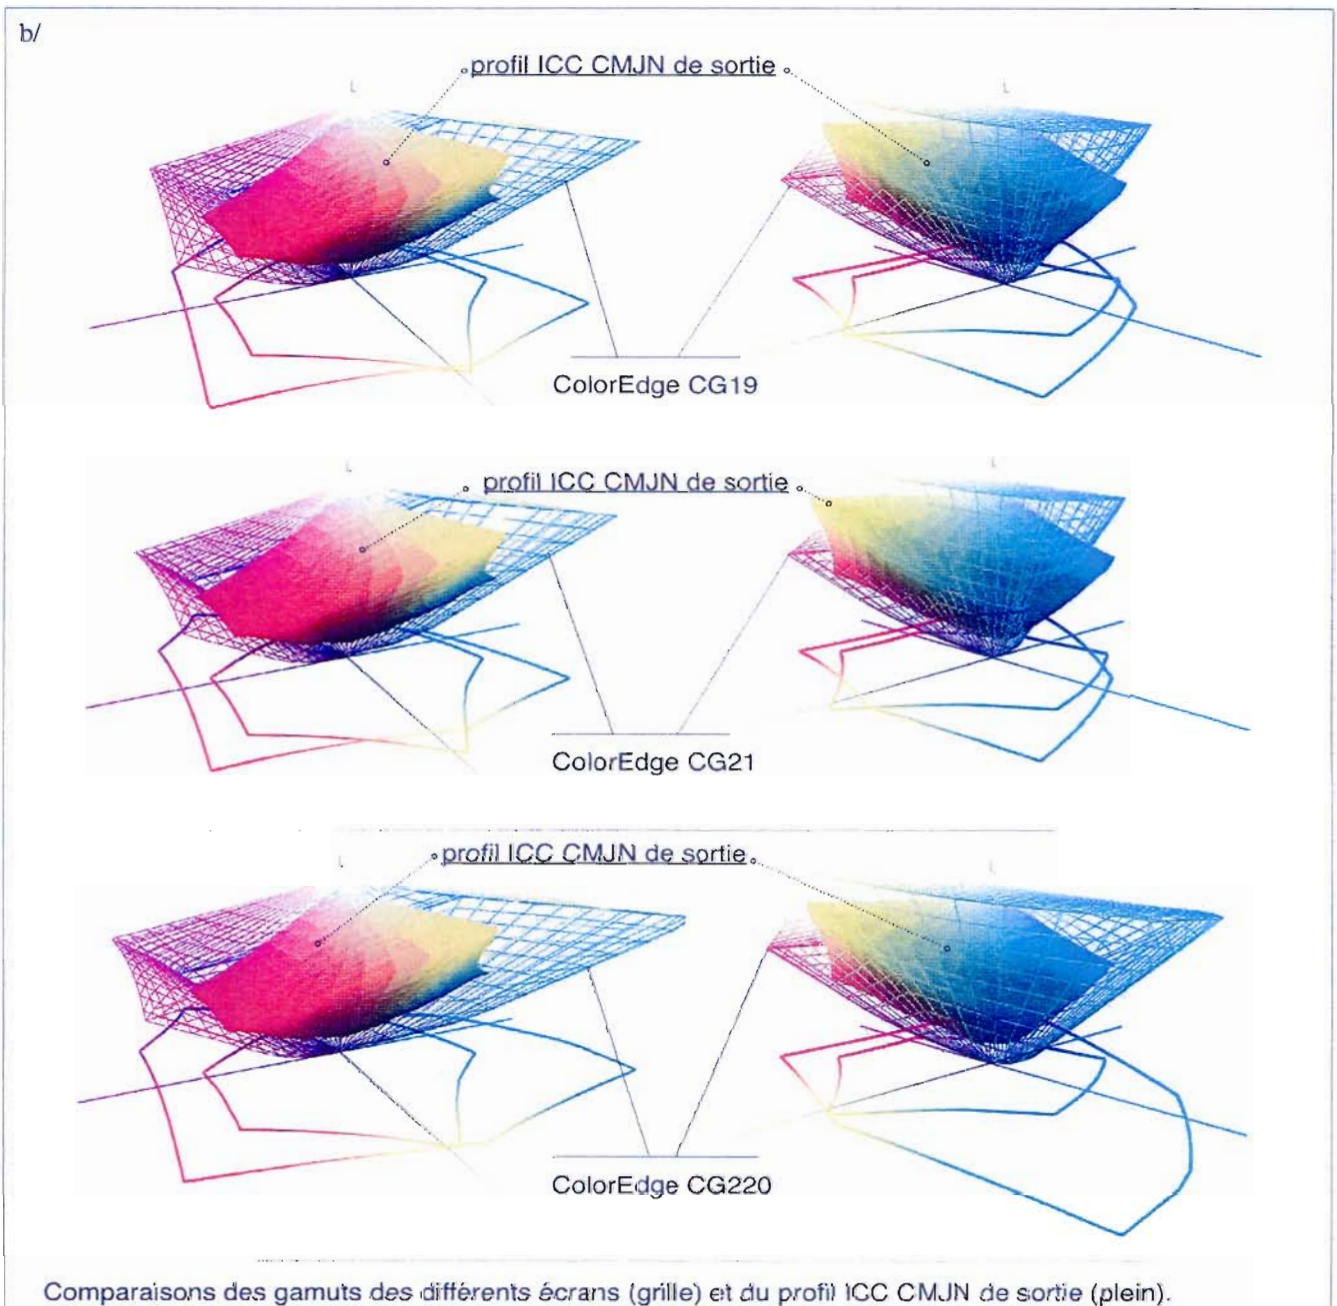 b/
profil ICC CMJN de sortie
L
L
ColorEdge CG19
L
L
profil ICC CMJN de sortie
ColorEdge CG21
profil ICC CMJN de sortie
L
L
ColorEdge CG220
Comparaisons des gamuts des différents écrans (grille) et du profil ICC CMJN de sortie (plein).